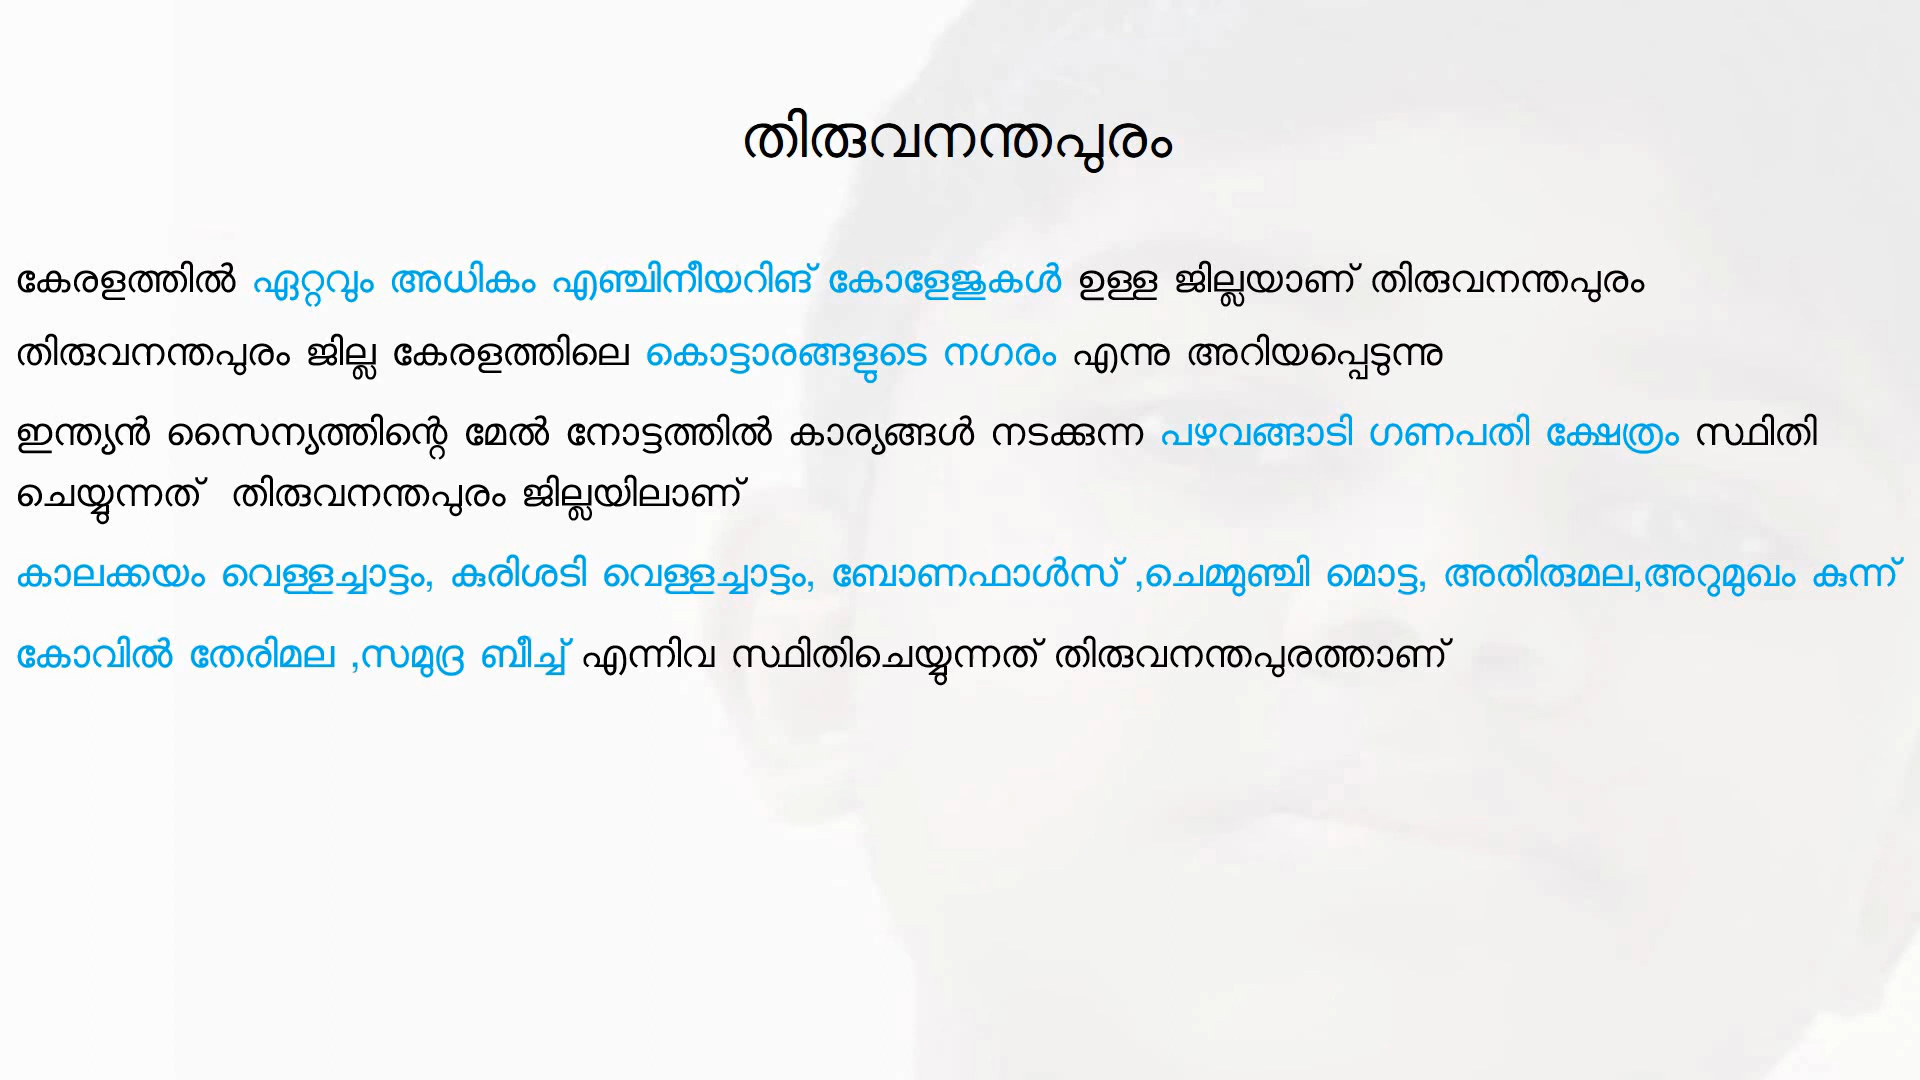 തിരുവനന്തപുരം
കേരളത്തിൽ ഏറ്റവും അധികം എഞ്ചിനീയറിങ് കോളേജുകൾ ഉള്ള ജില്ലയാണ് തിരുവനന്തപുരം
തിരുവനന്തപുരം ജില്ല കേരളത്തിലെ കൊട്ടാരങ്ങളുടെ നഗരം എന്നു അറിയപ്പെടുന്നു
ഇന്ത്യൻ സൈന്യത്തിന്റെ മേൽ നോട്ടത്തിൽ കാര്യങ്ങൾ നടക്കുന്ന പഴവങ്ങാടി ഗണപതി ക്ഷേത്രം സ്ഥിതി
ചെയ്യുന്നത് തിരുവനന്തപുരം ജില്ലയിലാണ്
കാലക്കയം വെള്ളച്ചാട്ടം, കുരിശടി വെള്ളച്ചാട്ടം, ബോണഫാൾസ് ,ചെമ്മുഞ്ചി മൊട്ട, അതിരുമല,അറുമുഖം കുന്ന്
കോവിൽ തേരിമല ,സമുദ്ര ബീച്ച് എന്നിവ സ്ഥിതിചെയ്യുന്നത് തിരുവനന്തപുരത്താണ്